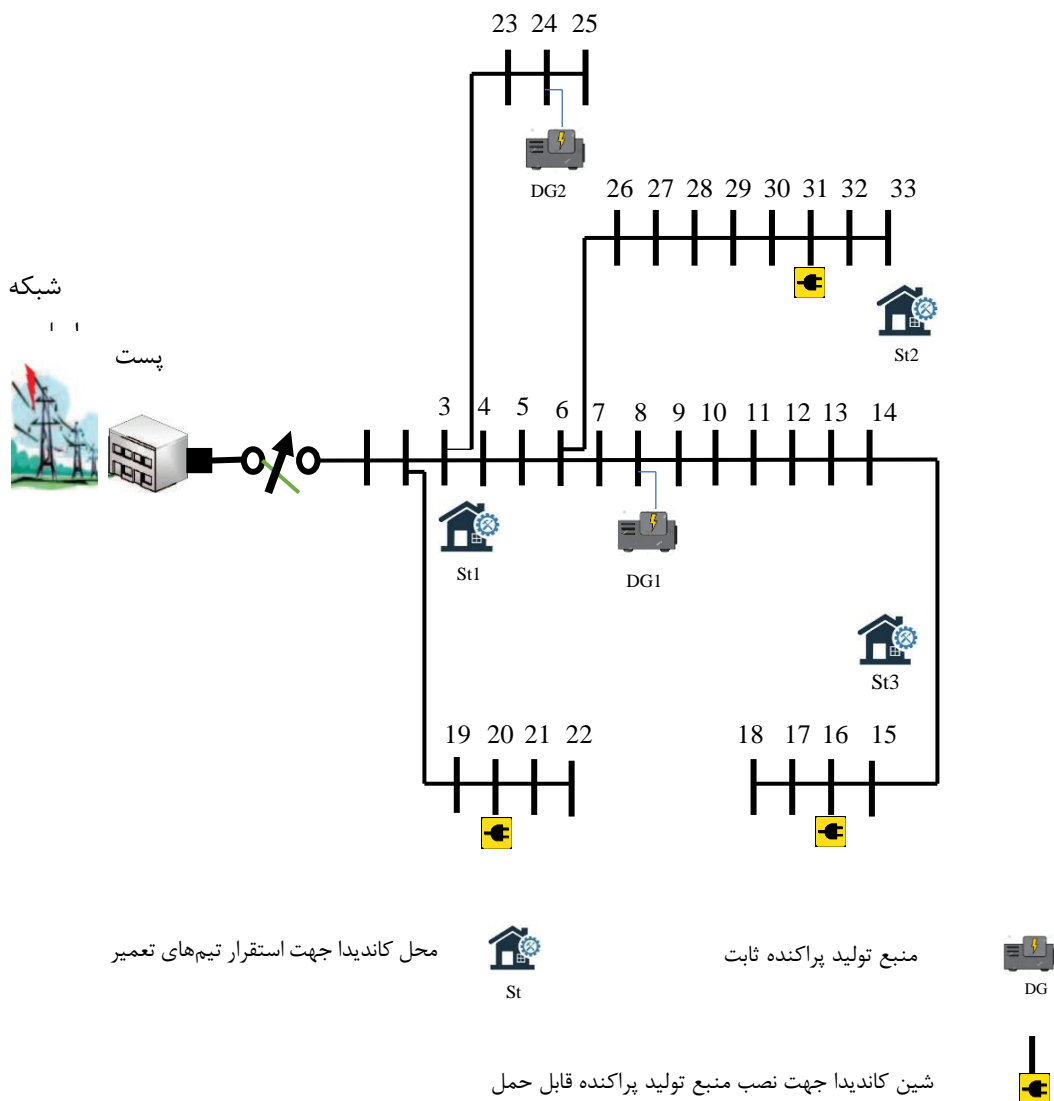 23 24 25
DG2
26 27 28 29 30 31 32 33
شبکه
St2
پست
3 4 5 6 7 8 9 10 11 12 13 14
St1
DG1
St3
19 20 21 22
18 17 16 15
محل کاندیدا جهت استقرار تیم‌های تعمیر
St
منبع تولید پراکنده ثابت
DG
شین کاندیدا جهت نصب منبع تولید پراکنده قابل حمل